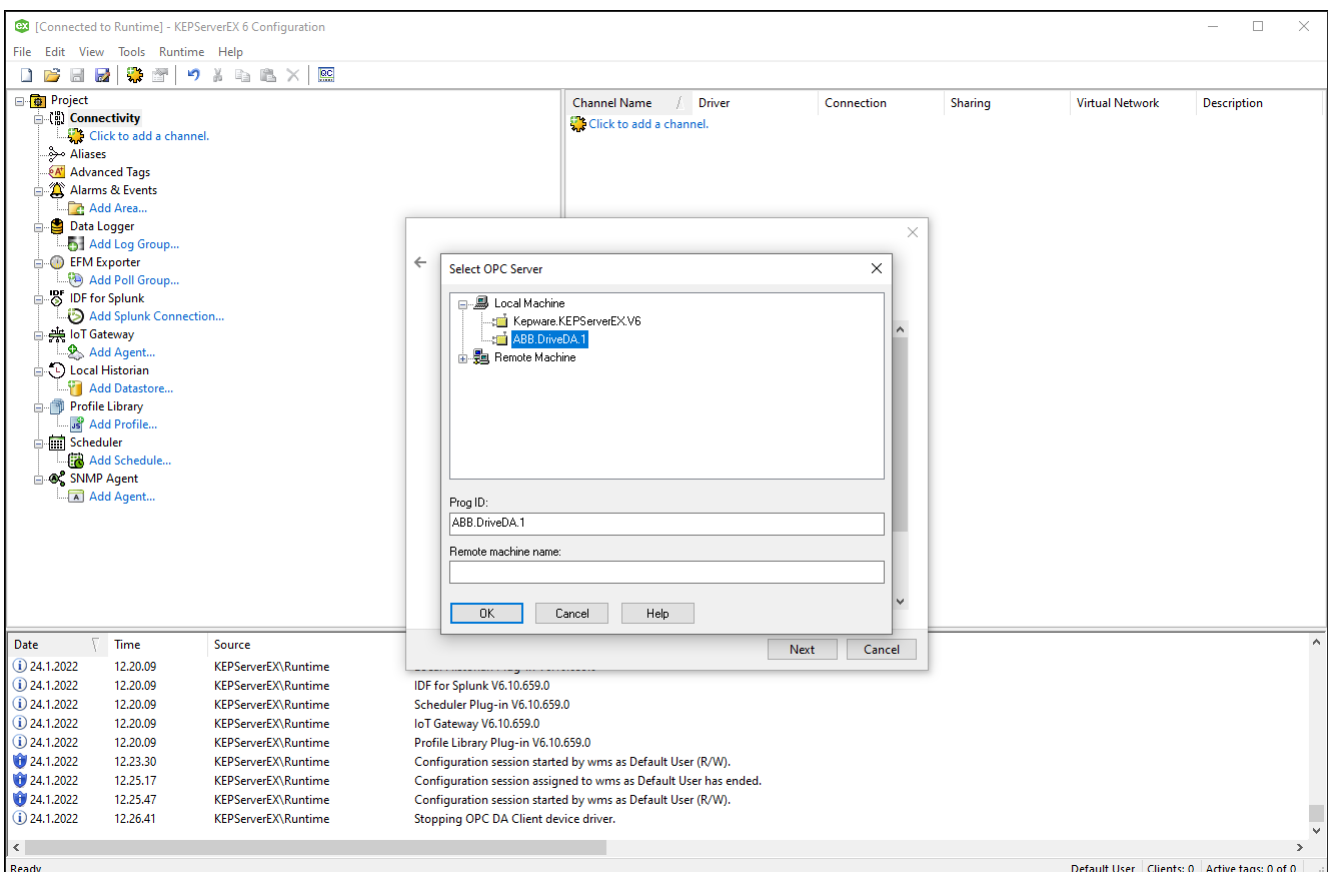 [Connected to Runtime] - KEPServerEX 6 Configuration
File Edit View Tools Runtime Help
Project
Connectivity
Click to add a channel.
Aliases
Advanced Tags
Alarms & Events
Add Area...
Data Logger
Add Log Group...
EFM Exporter
Add Poll Group...
IDF for Splunk
Add Splunk Connection...
IoT Gateway
Add Agent...
Local Historian
Add Datastore...
Profile Library
Add Profile...
Scheduler
Add Schedule...
SNMP Agent
Add Agent...
Channel Name Driver Connection Sharing Virtual Network Description
Click to add a channel.
Select OPC Server
Local Machine
Kepware.KEPServerEX.V6
ABB.DriveDA.1
Remote Machine
Prog ID:
ABB.DriveDA.1
Remote machine name:
OK Cancel Help
Next Cancel
Date Time Source
24.1.2022 12.20.09 KEPServerEX\Runtime
24.1.2022 12.20.09 KEPServerEX\Runtime IDF for Splunk V6.10.659.0
24.1.2022 12.20.09 KEPServerEX\Runtime Scheduler Plug-in V6.10.659.0
24.1.2022 12.20.09 KEPServerEX\Runtime IoT Gateway V6.10.659.0
24.1.2022 12.20.09 KEPServerEX\Runtime Profile Library Plug-in V6.10.659.0
24.1.2022 12.23.30 KEPServerEX\Runtime Configuration session started by wms as Default User (R/W).
24.1.2022 12.25.17 KEPServerEX\Runtime Configuration session assigned to wms as Default User has ended.
24.1.2022 12.25.47 KEPServerEX\Runtime Configuration session started by wms as Default User (R/W).
24.1.2022 12.26.41 KEPServerEX\Runtime Stopping OPC DA Client device driver.
Ready Default User Clients: 0 Active tags: 0 of 0